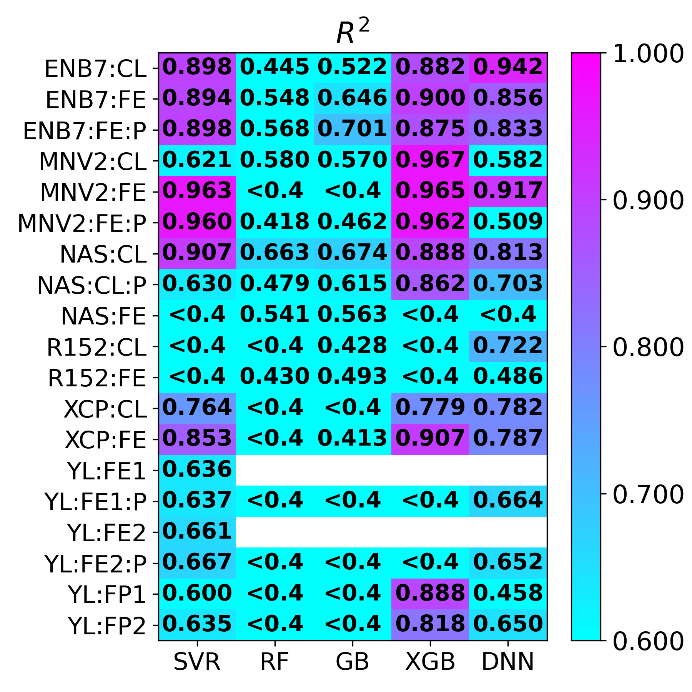 R²
ENB7:CL 0.898 0.445 0.522 0.882 0.942
ENB7:FE 0.894 0.548 0.646 0.900 0.856
ENB7:FE:P 0.898 0.568 0.701 0.875 0.833
MNV2:CL 0.621 0.580 0.570 0.967 0.582
MNV2:FE 0.963 <0.4 <0.4 0.965 0.917
MNV2:FE:P 0.960 0.418 0.462 0.962 0.509
NAS:CL 0.907 0.663 0.674 0.888 0.813
NAS:CL:P 0.630 0.479 0.615 0.862 0.703
NAS:FE <0.4 0.541 0.563 <0.4 <0.4
R152:CL <0.4 <0.4 0.428 <0.4 0.722
R152:FE <0.4 0.430 0.493 <0.4 0.486
XCP:CL 0.764 <0.4 <0.4 0.779 0.782
XCP:FE 0.853 <0.4 0.413 0.907 0.787
YL:FE1 0.636
YL:FE1:P 0.637 <0.4 <0.4 <0.4 0.664
YL:FE2 0.661
YL:FE2:P 0.667 <0.4 <0.4 <0.4 0.652
YL:FP1 0.600 <0.4 <0.4 0.888 0.458
YL:FP2 0.635 <0.4 <0.4 0.818 0.650
SVR RF GB XGB DNN
1.000
0.900
0.800
0.700
0.600